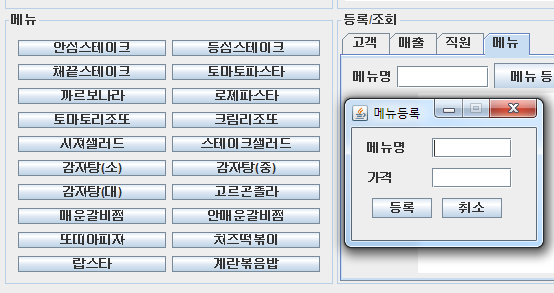 메뉴
안심스테이크 등심스테이크
채끝스테이크 토마토파스타
까르보나라 로제파스타
토마토리조또 크림리조또
시져샐러드 스테이크샐러드
감자탕(소) 감자탕(중)
감자탕(대) 고르곤졸라
매운갈비찜 안매운갈비찜
또띠아피자 치즈떡볶이
랍스타 계란볶음밥
등록/조회
고객 매출 직원 메뉴
메뉴명 메뉴 등
메뉴등록
메뉴명
가격
등록 취소